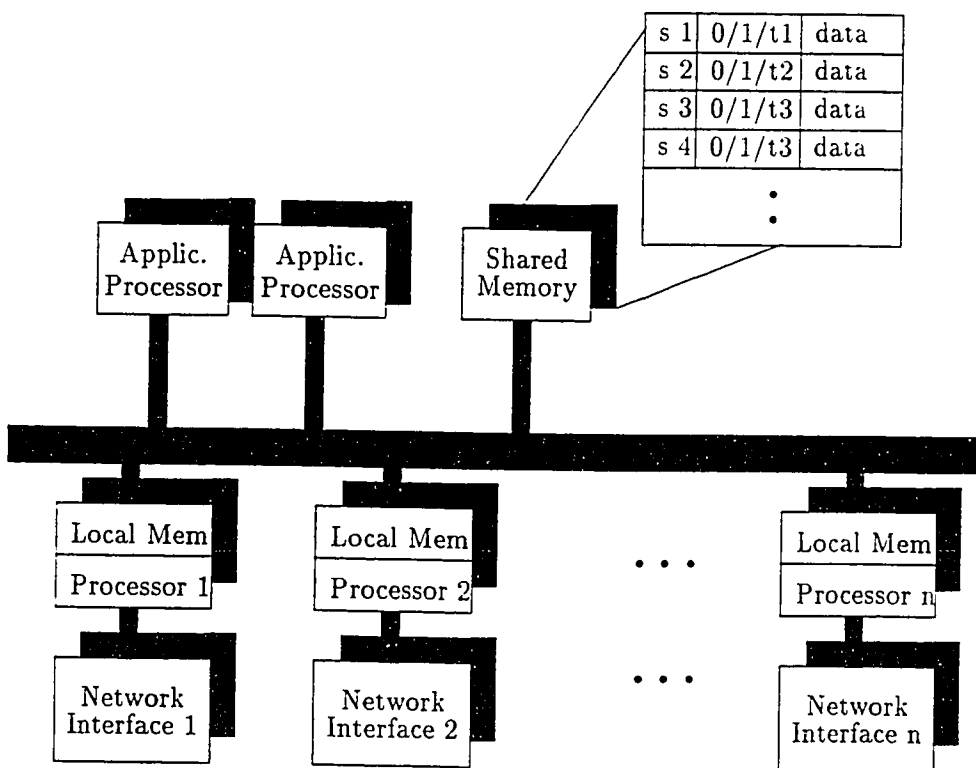 s 1 0/1/t1 data
s 2 0/1/t2 data
s 3 0/1/t3 data
s 4 0/1/t3 data
Applic.
Processor
Applic.
Processor
Shared
Memory
Local Mem
Processor 1
Local Mem
Processor 2
Local Mem
Processor n
Network
Interface 1
Network
Interface 2
Network
Interface n